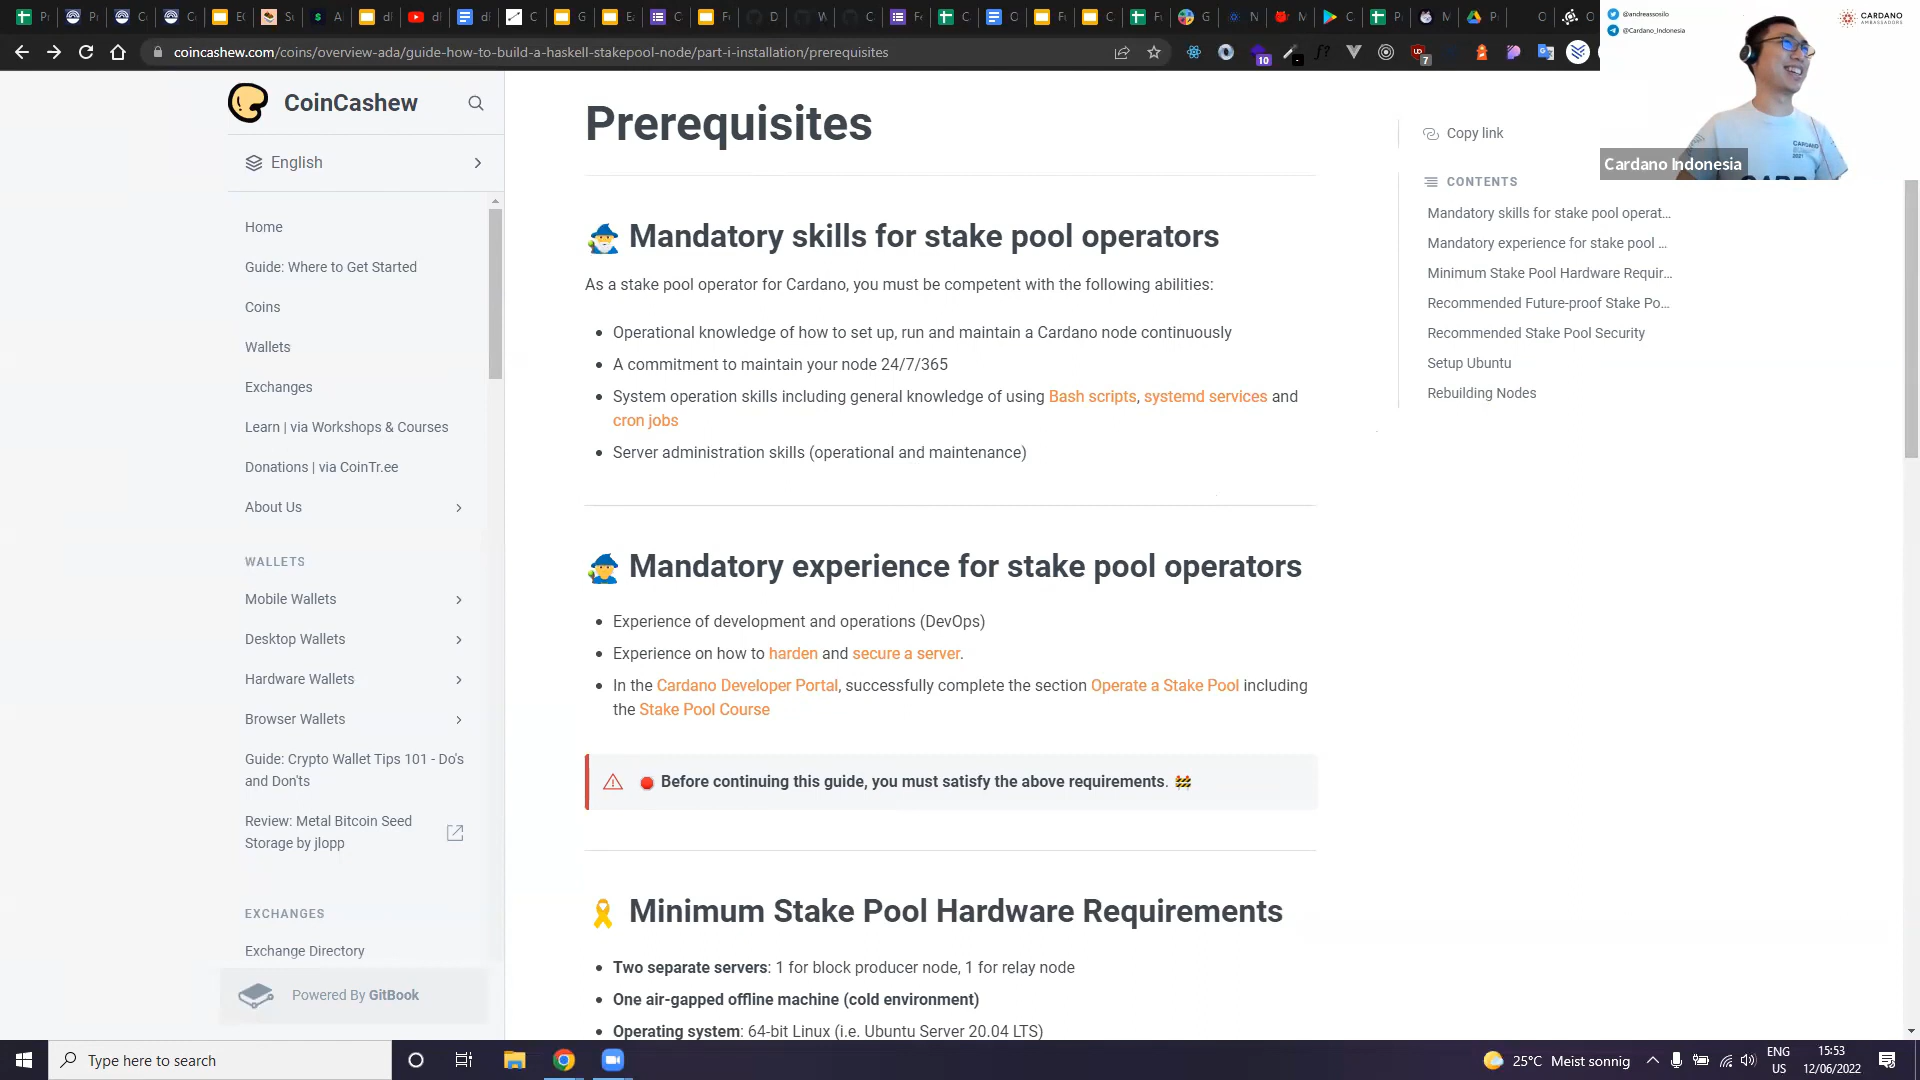 coincashew.com/coins/overview-ada/guide-how-to-build-a-haskell-stakepool-node/part-i-installation/prerequisites
10
7
@andreassosilo
@Cardano_Indonesia
CARDANO
AMBASSADORS
CARDANO
2021
Cardano Indonesia
CoinCashew
English
Home
Guide: Where to Get Started
Coins
Wallets
Exchanges
Learn | via Workshops & Courses
Donations | via CoinTr.ee
About Us
WALLETS
Mobile Wallets
Desktop Wallets
Hardware Wallets
Browser Wallets
Guide: Crypto Wallet Tips 101 - Do's
and Don'ts
Review: Metal Bitcoin Seed
Storage by jlopp
EXCHANGES
Exchange Directory
Powered By GitBook
Prerequisites
Mandatory skills for stake pool operators
As a stake pool operator for Cardano, you must be competent with the following abilities:
Operational knowledge of how to set up, run and maintain a Cardano node continuously
A commitment to maintain your node 24/7/365
System operation skills including general knowledge of using Bash scripts, systemd services and
cron jobs
Server administration skills (operational and maintenance)
Mandatory experience for stake pool operators
Experience of development and operations (DevOps)
Experience on how to harden and secure a server.
In the Cardano Developer Portal, successfully complete the section Operate a Stake Pool including
the Stake Pool Course
Before continuing this guide, you must satisfy the above requirements.
Minimum Stake Pool Hardware Requirements
Two separate servers: 1 for block producer node, 1 for relay node
One air-gapped offline machine (cold environment)
Operating system: 64-bit Linux (i.e. Ubuntu Server 20.04 LTS)
Copy link
CONTENTS
Mandatory skills for stake pool operat...
Mandatory experience for stake pool ...
Minimum Stake Pool Hardware Requir...
Recommended Future-proof Stake Po...
Recommended Stake Pool Security
Setup Ubuntu
Rebuilding Nodes
Type here to search
25°C Meist sonnig
ENG
US
15:53
12/06/2022